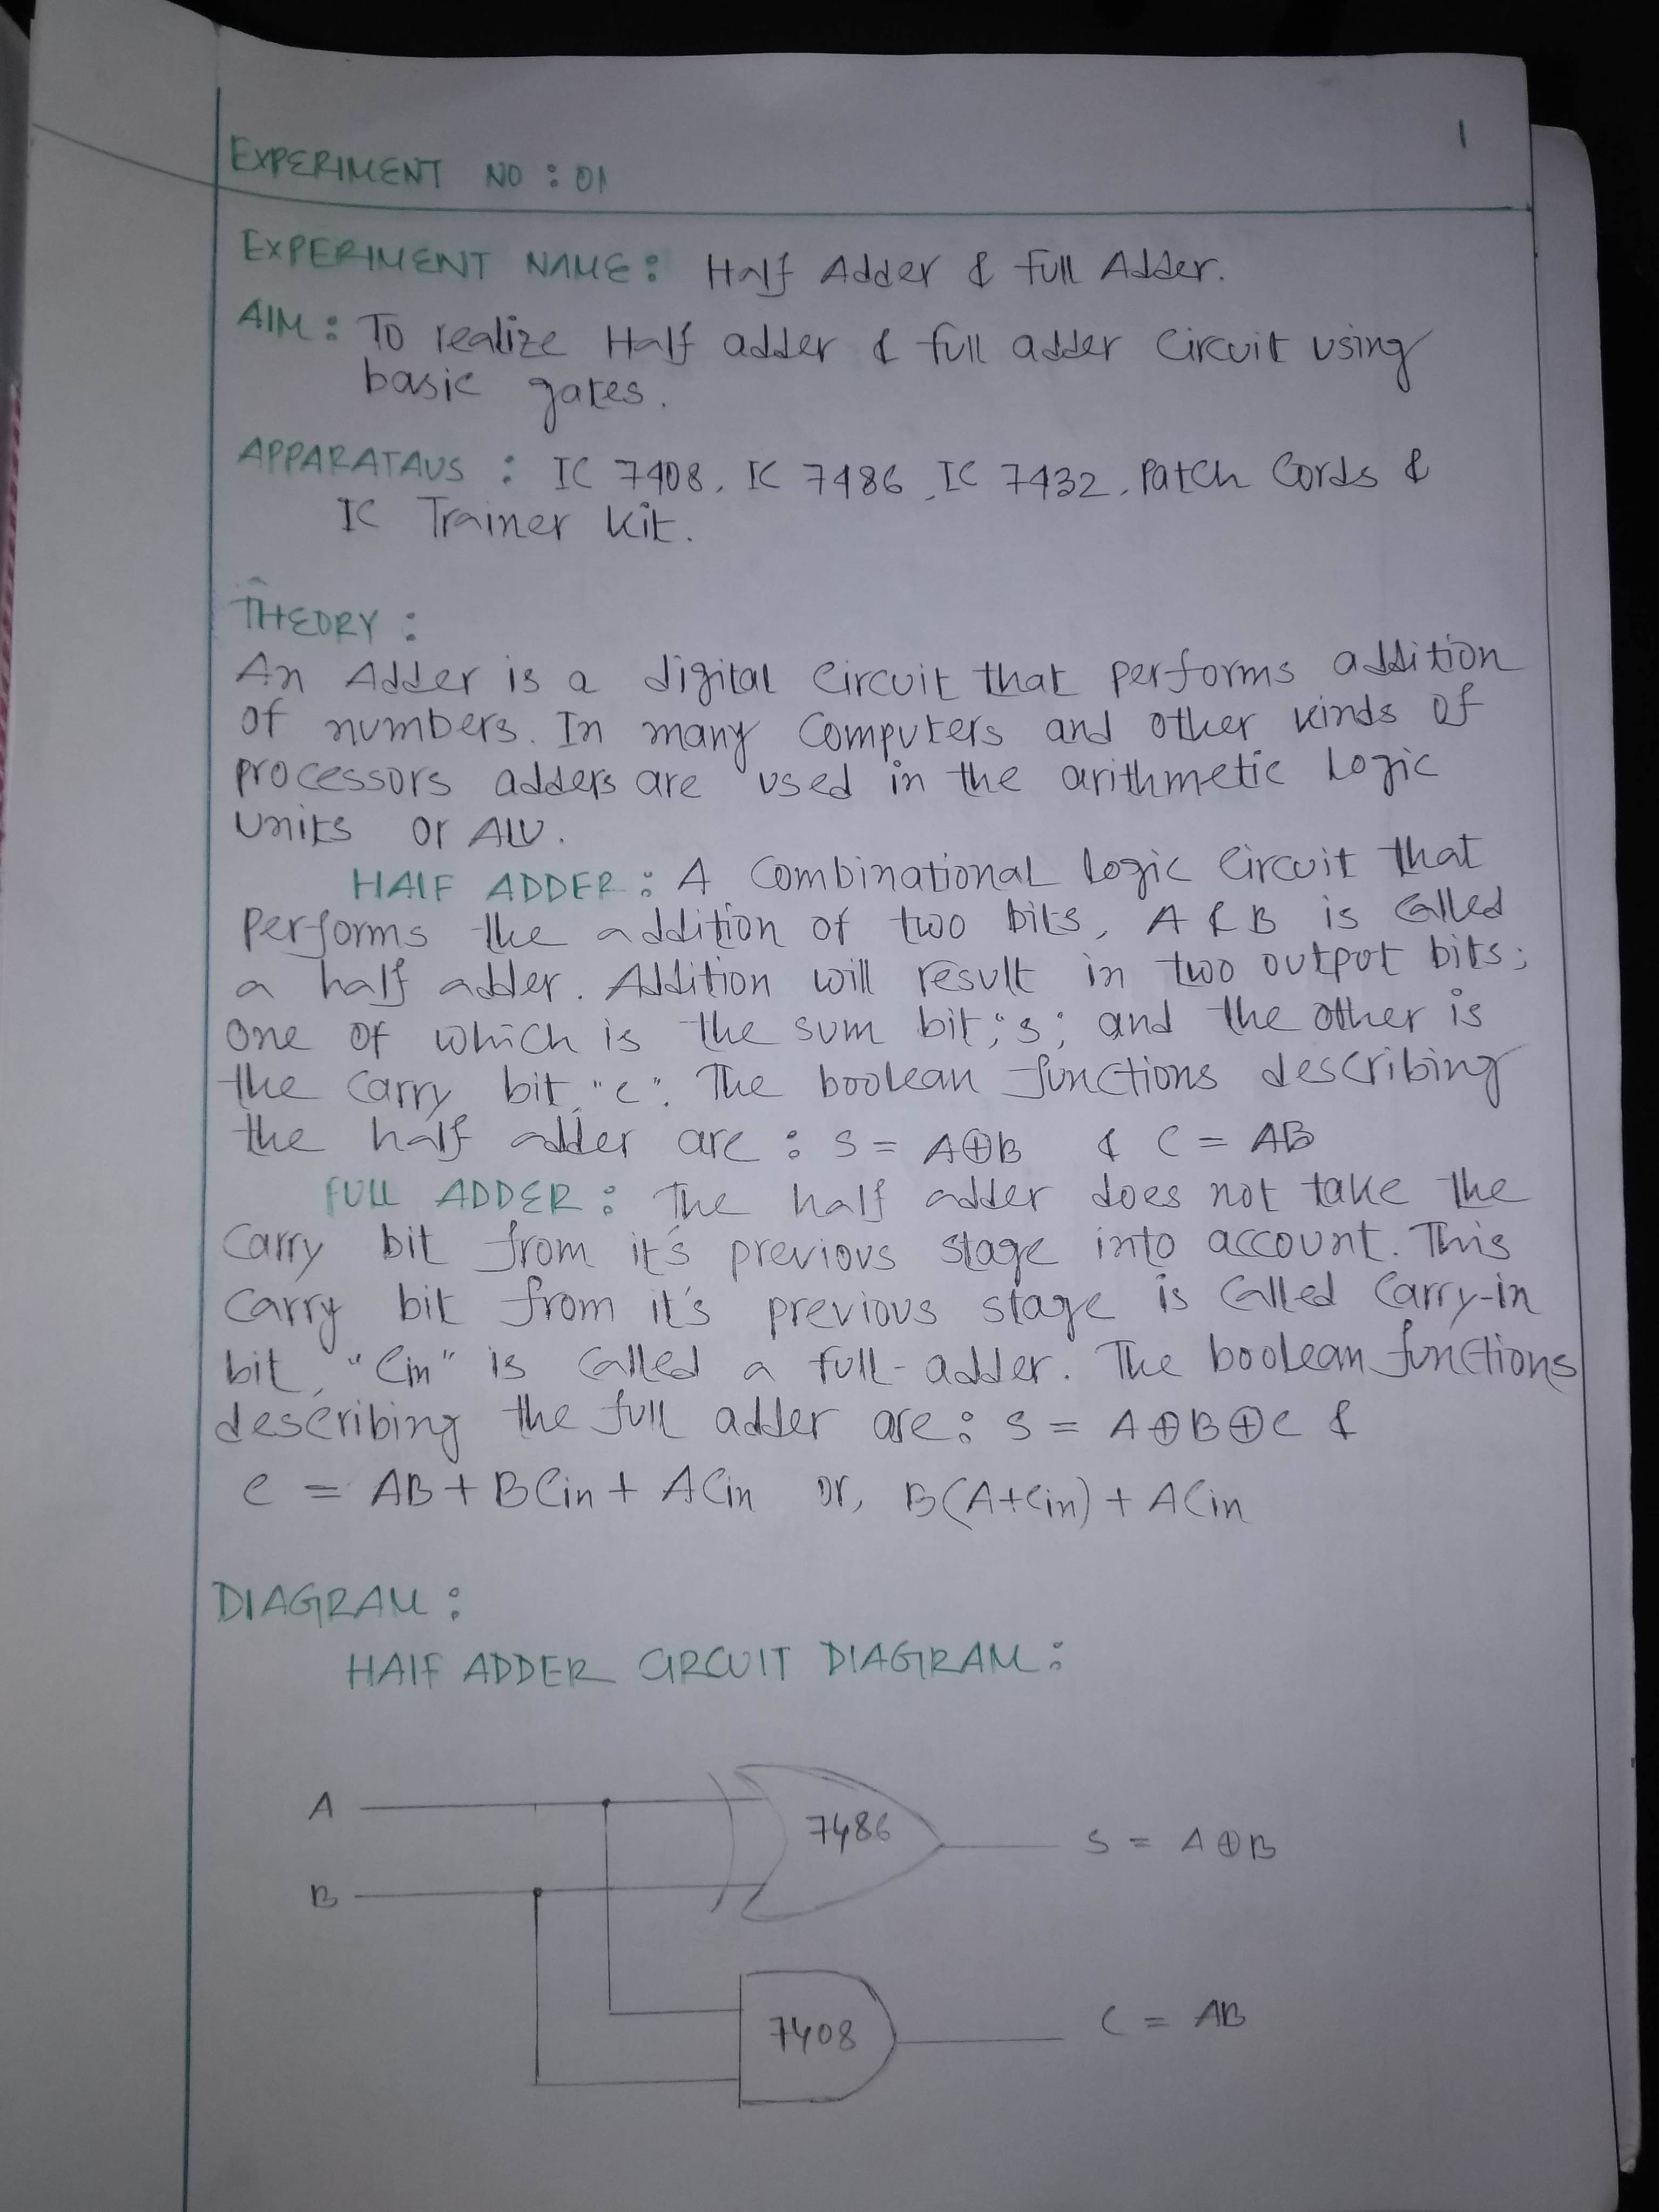 1
EXPERIMENT NO : 01
EXPERIMENT NAME : Half Adder & full Adder.
AIM : To realize Half adder & full adder circuit using
basic gates.
APPARATAUS : IC 7408, IC 7486, IC 7432, Patch Cords &
IC Trainer Kit.
THEORY :
An Adder is a digital circuit that performs addition
of numbers. In many computers and other kinds of
processors adders are used in the arithmetic logic
units or ALU.
HALF ADDER : A combinational logic circuit that
performs the addition of two bits, A & B is called
a half adder. Addition will result in two output bits;
one of which is the sum bit, "s", and the other is
the carry bit, "c". The boolean functions describing
the half adder are : S = A⊕B & C = AB
FULL ADDER : The half adder does not take the
carry bit from it's previous stage into account. This
carry bit from it's previous stage is called carry-in
bit, "Cin" is called a full-adder. The boolean functions
describing the full adder are : S = A⊕B⊕C &
C = AB + BCin + ACin or, B(A+Cin) + ACin
DIAGRAM :
HALF ADDER CIRCUIT DIAGRAM :
A
7486
S = A⊕B
B
7408
C = AB